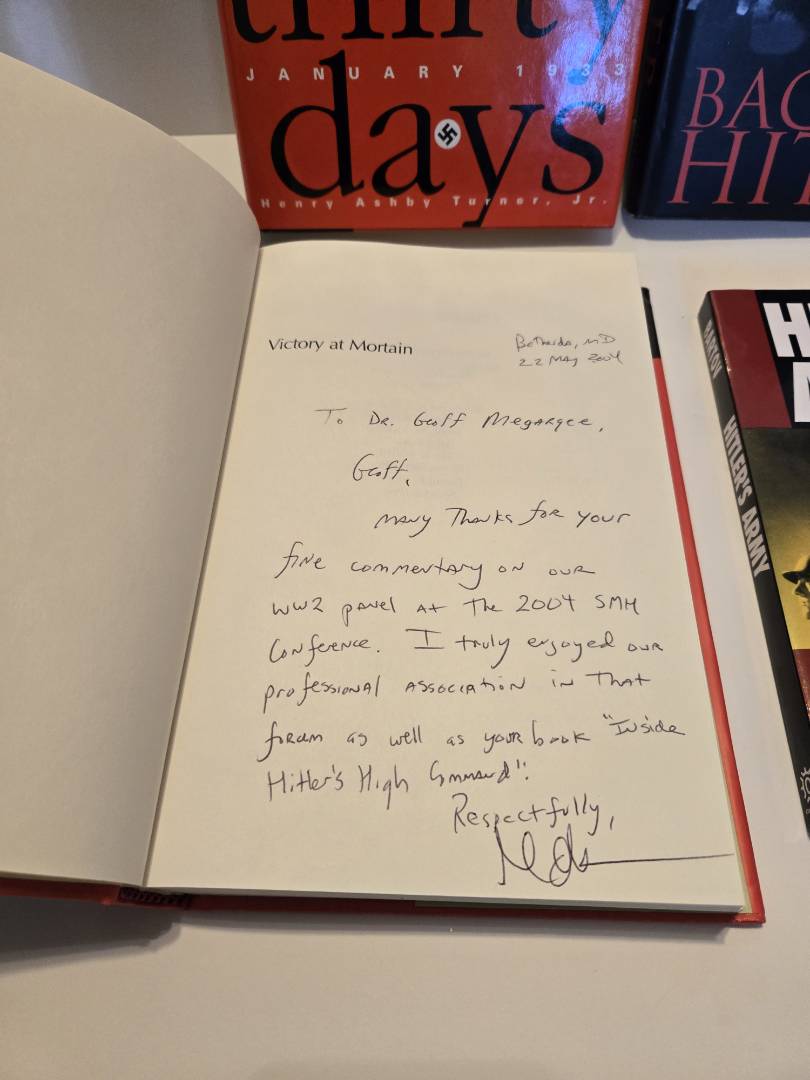 thirty
JANUARY 1933
days
Henry Ashby Turner, Jr.
BAC
HIT
Victory at Mortain
Bethesda, MD
22 May 2004
To Dr. Geoff Megargee,
Geoff,
Many Thanks for your
fine commentary on our
WW2 panel at the 2004 SMH
Conference. I truly enjoyed our
professional association in that
forum as well as your book "Inside
Hitler's High Command".
Respectfully,
H
BARTOV
HITLER'S ARMY